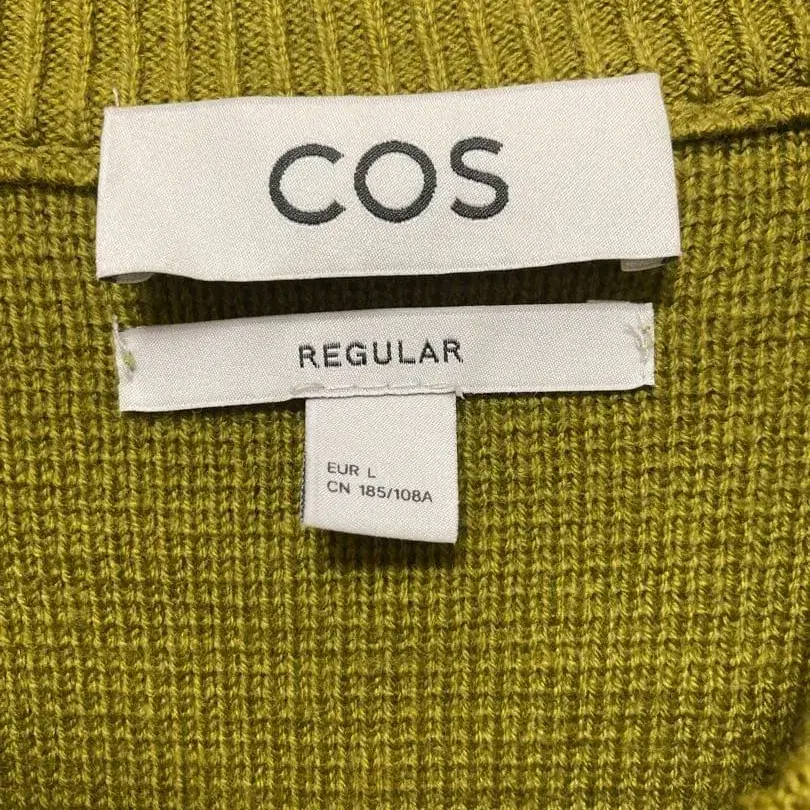 COS
REGULAR
EUR L
CN 185/108A